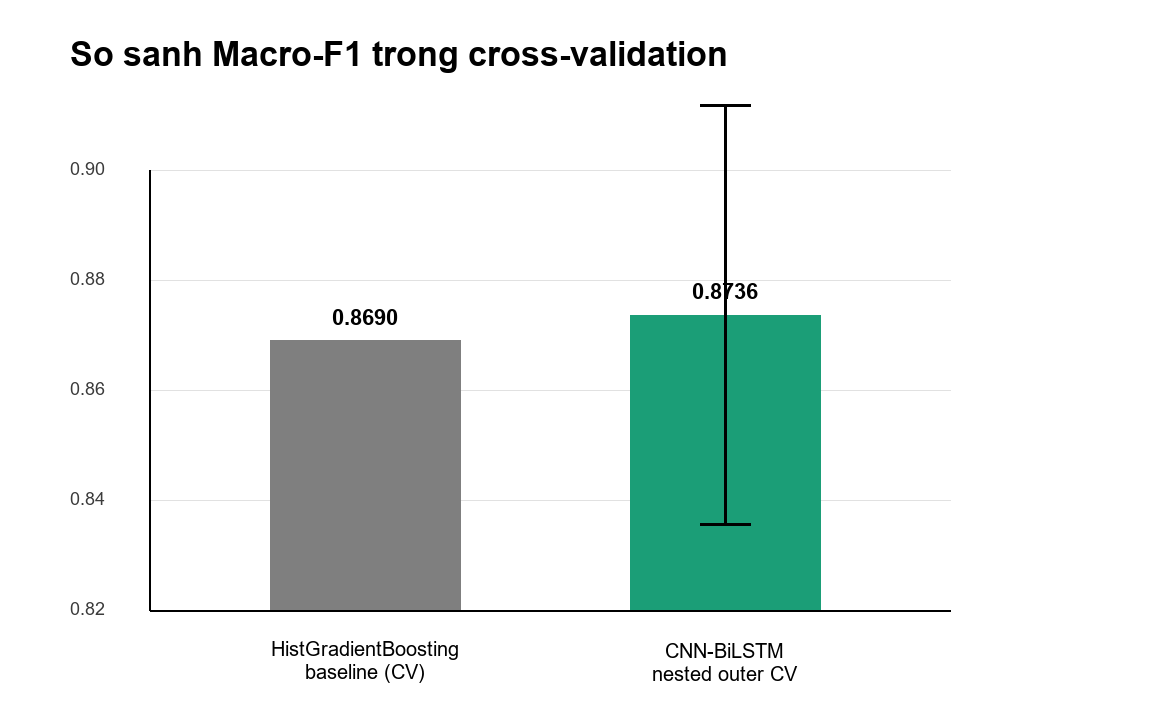 So sanh Macro-F1 trong cross-validation
0.90
0.88
0.8736
0.8690
0.86
0.84
0.82
HistGradientBoosting
baseline (CV)
CNN-BiLSTM
nested outer CV